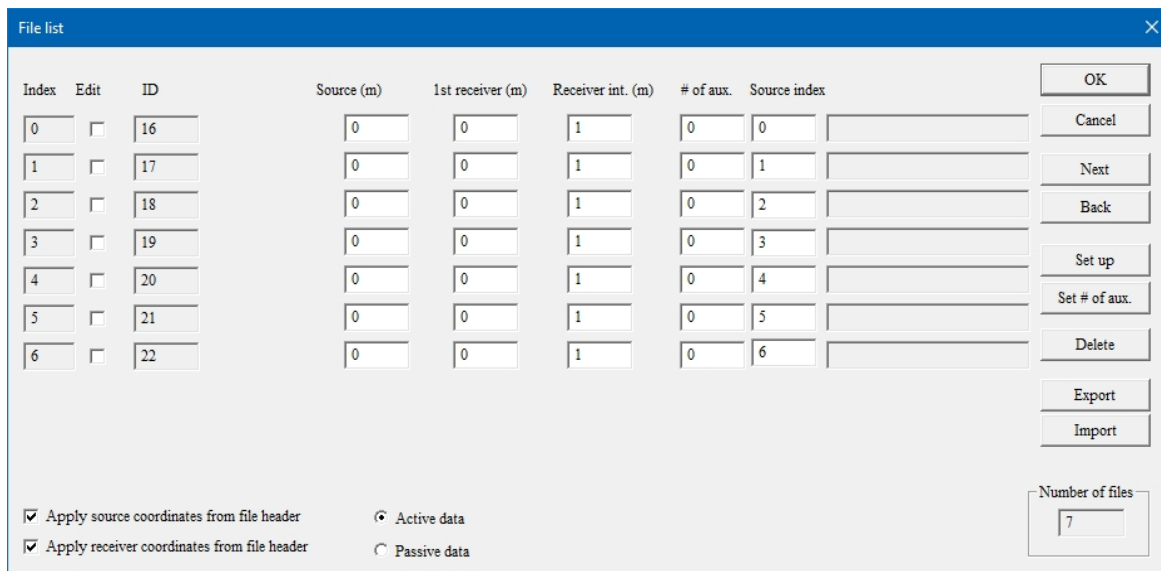 File list
Index Edit ID Source (m) 1st receiver (m) Receiver int. (m) # of aux. Source index
0 16 0 0 1 0 0
1 17 0 0 1 0 1
2 18 0 0 1 0 2
3 19 0 0 1 0 3
4 20 0 0 1 0 4
5 21 0 0 1 0 5
6 22 0 0 1 0 6
OK
Cancel
Next
Back
Set up
Set # of aux.
Delete
Export
Import
Number of files
7
Apply source coordinates from file header
Apply receiver coordinates from file header
Active data
Passive data